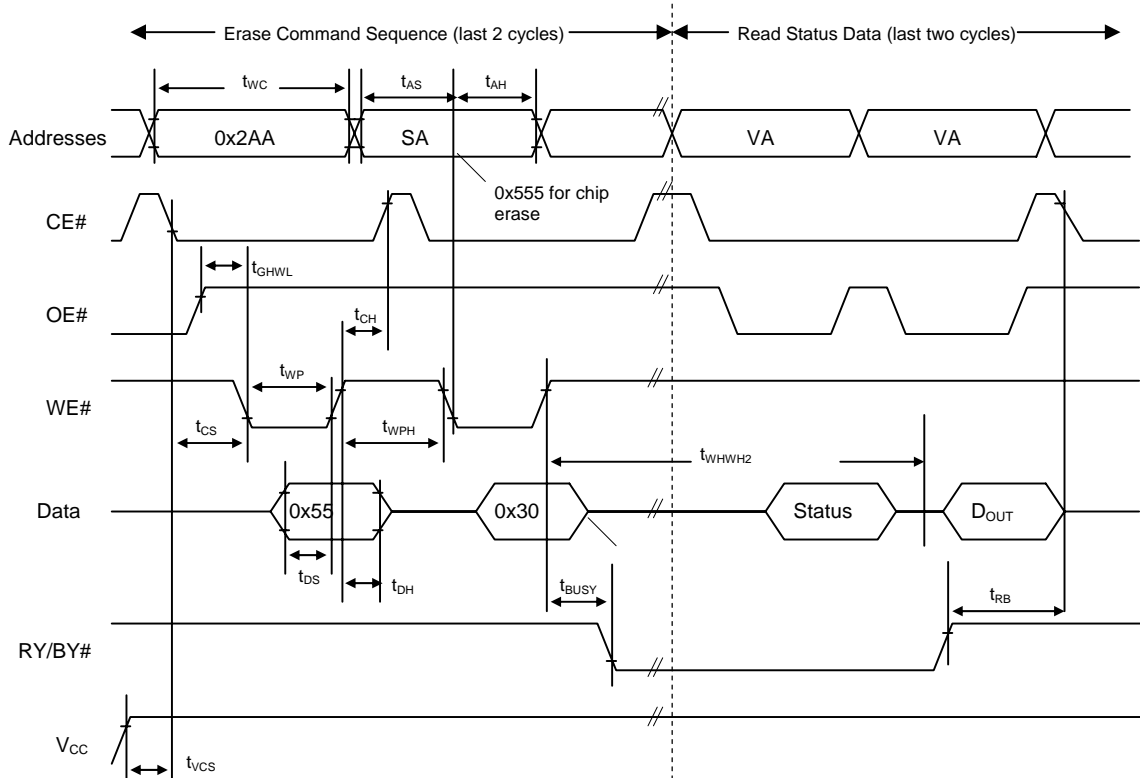 Erase Command Sequence (last 2 cycles) Read Status Data (last two cycles)
tWC tAS tAH
Addresses 0x2AA SA VA VA
0x555 for chip
erase
CE#
tGHWL
OE#
tCH
tWP
WE#
tCS tWPH
tWHWH2
Data 0x55 0x30 Status DOUT
tDS tDH tBUSY tRB
RY/BY#
VCC
tVCS